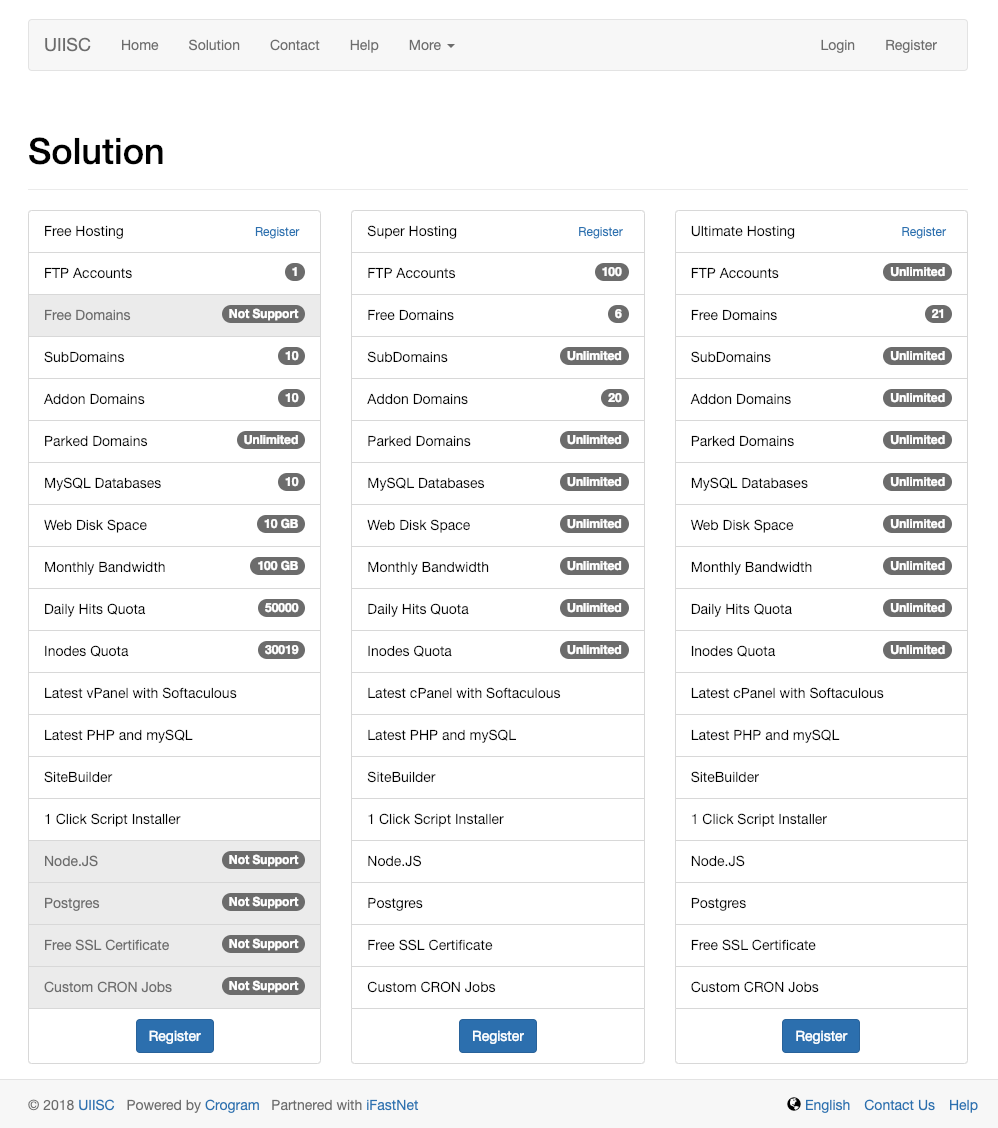 UIISC Home Solution Contact Help More Login Register
Solution
Free Hosting Register
FTP Accounts 1
Free Domains Not Support
SubDomains 10
Addon Domains 10
Parked Domains Unlimited
MySQL Databases 10
Web Disk Space 10 GB
Monthly Bandwidth 100 GB
Daily Hits Quota 50000
Inodes Quota 30019
Latest vPanel with Softaculous
Latest PHP and mySQL
SiteBuilder
1 Click Script Installer
Node.JS Not Support
Postgres Not Support
Free SSL Certificate Not Support
Custom CRON Jobs Not Support
Register
Super Hosting Register
FTP Accounts 100
Free Domains 6
SubDomains Unlimited
Addon Domains 20
Parked Domains Unlimited
MySQL Databases Unlimited
Web Disk Space Unlimited
Monthly Bandwidth Unlimited
Daily Hits Quota Unlimited
Inodes Quota Unlimited
Latest cPanel with Softaculous
Latest PHP and mySQL
SiteBuilder
1 Click Script Installer
Node.JS
Postgres
Free SSL Certificate
Custom CRON Jobs
Register
Ultimate Hosting Register
FTP Accounts Unlimited
Free Domains 21
SubDomains Unlimited
Addon Domains Unlimited
Parked Domains Unlimited
MySQL Databases Unlimited
Web Disk Space Unlimited
Monthly Bandwidth Unlimited
Daily Hits Quota Unlimited
Inodes Quota Unlimited
Latest cPanel with Softaculous
Latest PHP and mySQL
SiteBuilder
1 Click Script Installer
Node.JS
Postgres
Free SSL Certificate
Custom CRON Jobs
Register
© 2018 UIISC Powered by Crogram Partnered with iFastNet English Contact Us Help